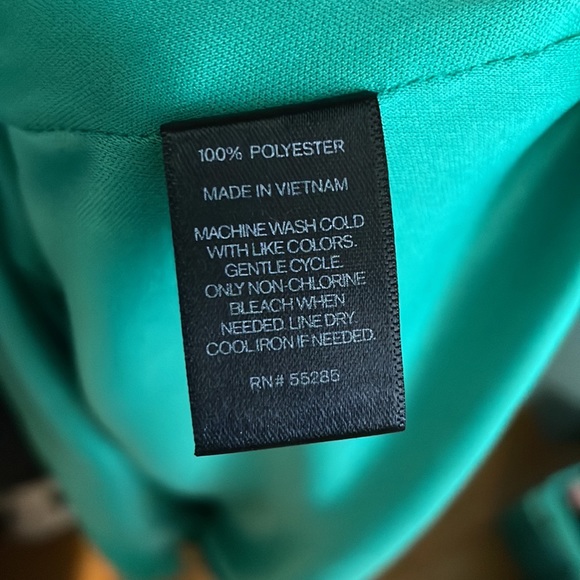 100% POLYESTER
MADE IN VIETNAM
MACHINE WASH COLD
WITH LIKE COLORS.
GENTLE CYCLE.
ONLY NON-CHLORINE
BLEACH WHEN
NEEDED. LINE DRY
COOL IRON IF NEEDED.
RN# 55285